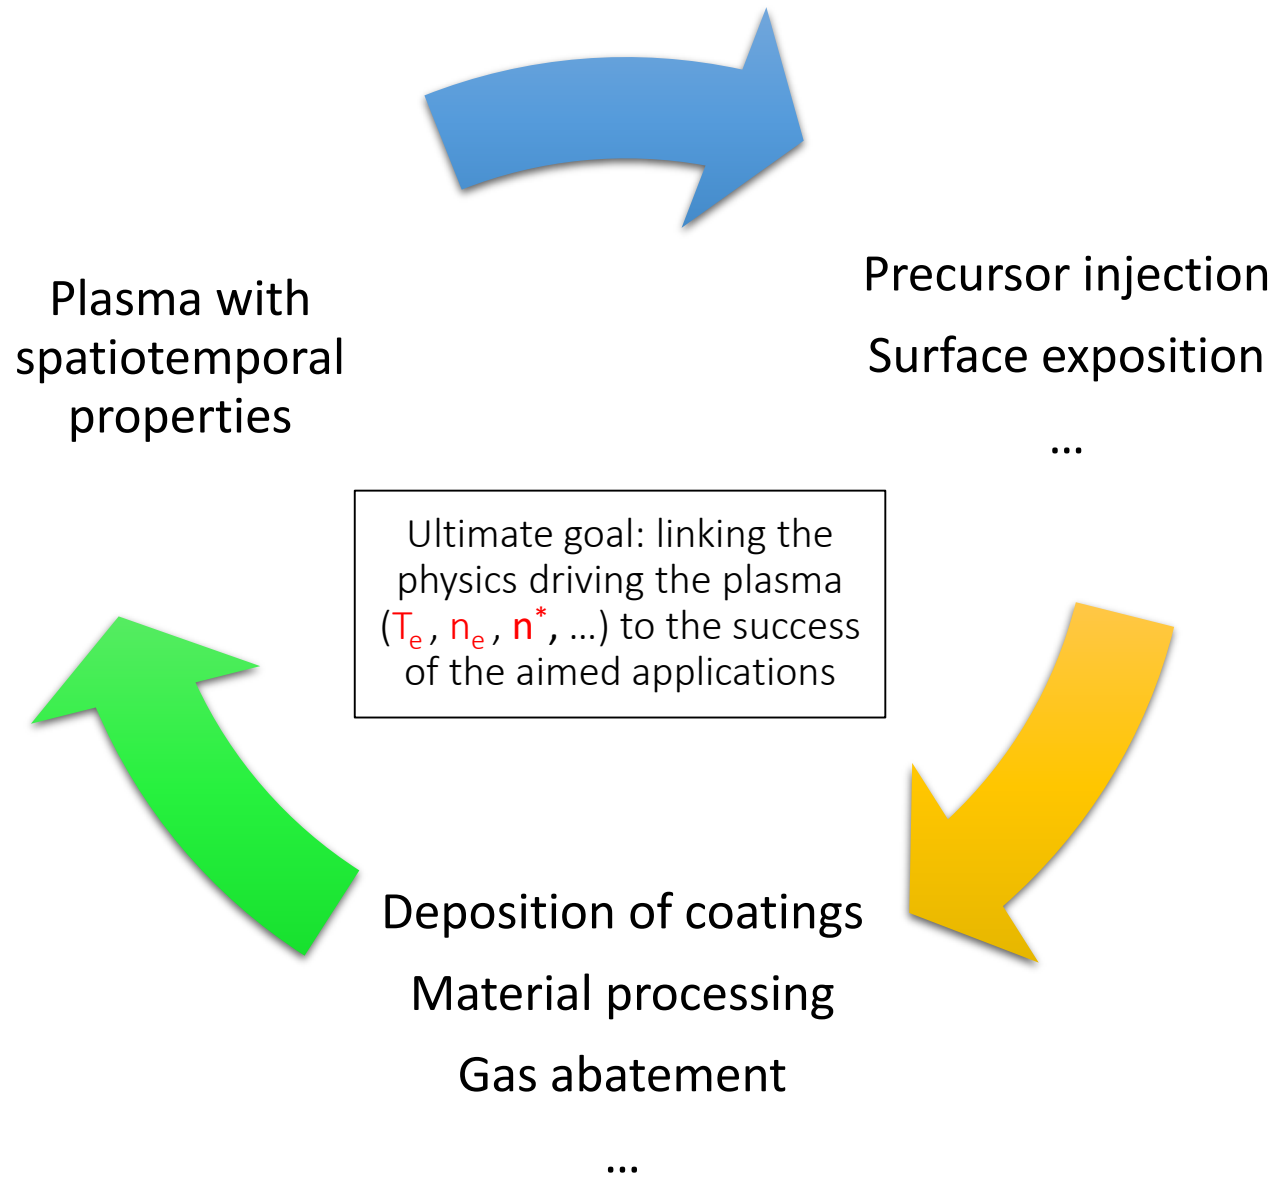 Plasma with
spatiotemporal
properties
Precursor injection
Surface exposition
...
Ultimate goal: linking the
physics driving the plasma
(Te , ne , n*, ...) to the success
of the aimed applications
Deposition of coatings
Material processing
Gas abatement
...